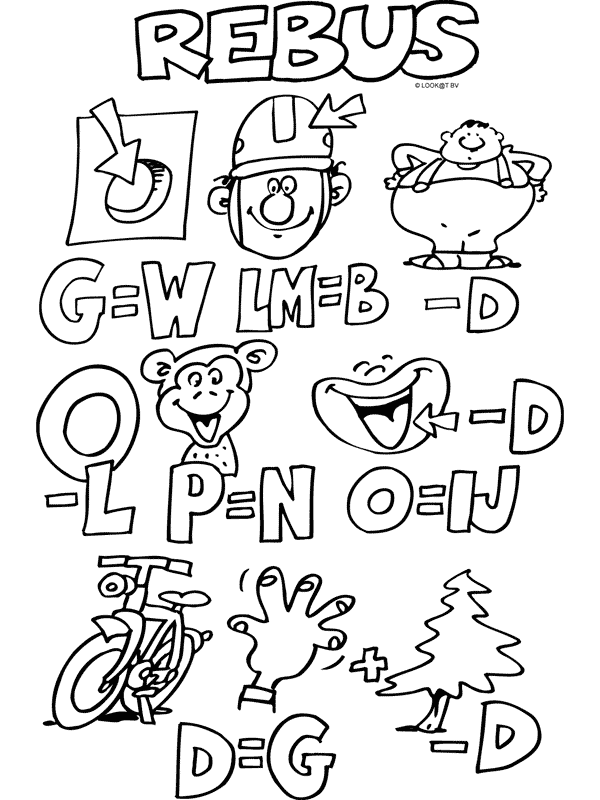 REBUS
© LOOK@T BV
G=W LM=B -D
O -D
-L P=N O=IJ
+
D=G -D